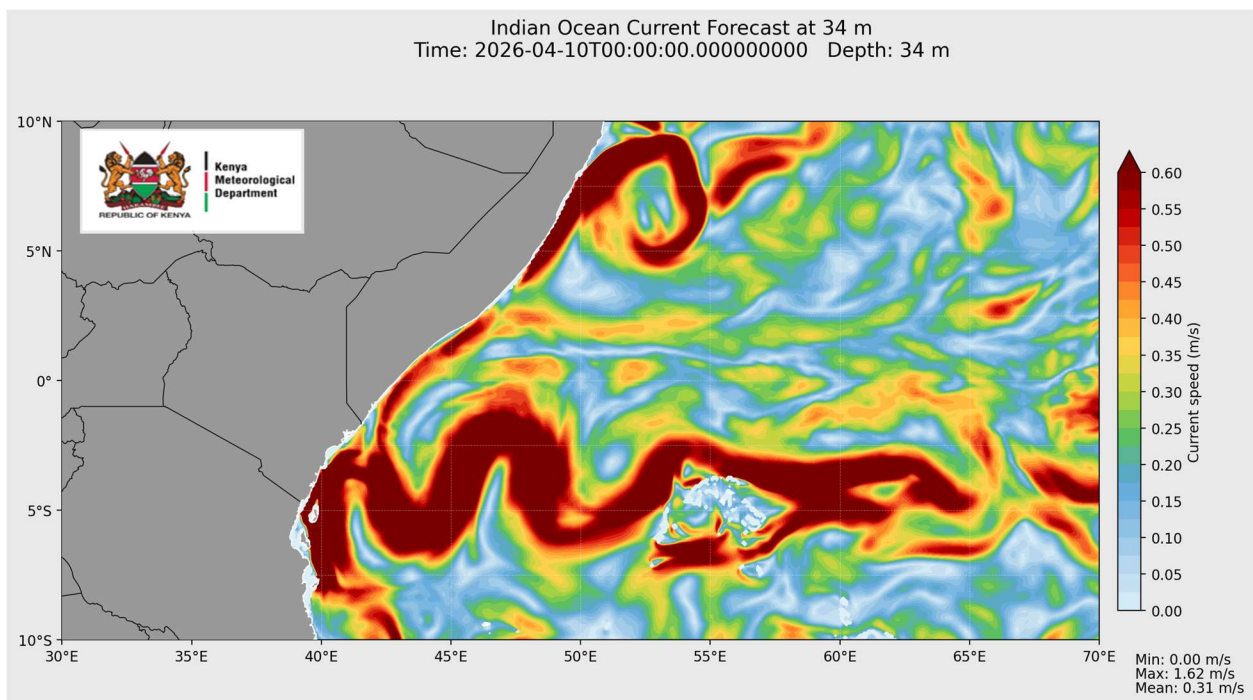 Indian Ocean Current Forecast at 34 m
Time: 2026-04-10T00:00:00.000000000   Depth: 34 m
10°N
5°N
0°
5°S
10°S
Kenya
Meteorological
Department
HARAMBEE
REPUBLIC OF KENYA
30°E
35°E
40°E
45°E
50°E
55°E
60°E
65°E
70°E
0.60
0.55
0.50
0.45
0.40
0.35
0.30
0.25
0.20
0.15
0.10
0.05
0.00
Current speed (m/s)
Min: 0.00 m/s
Max: 1.62 m/s
Mean: 0.31 m/s